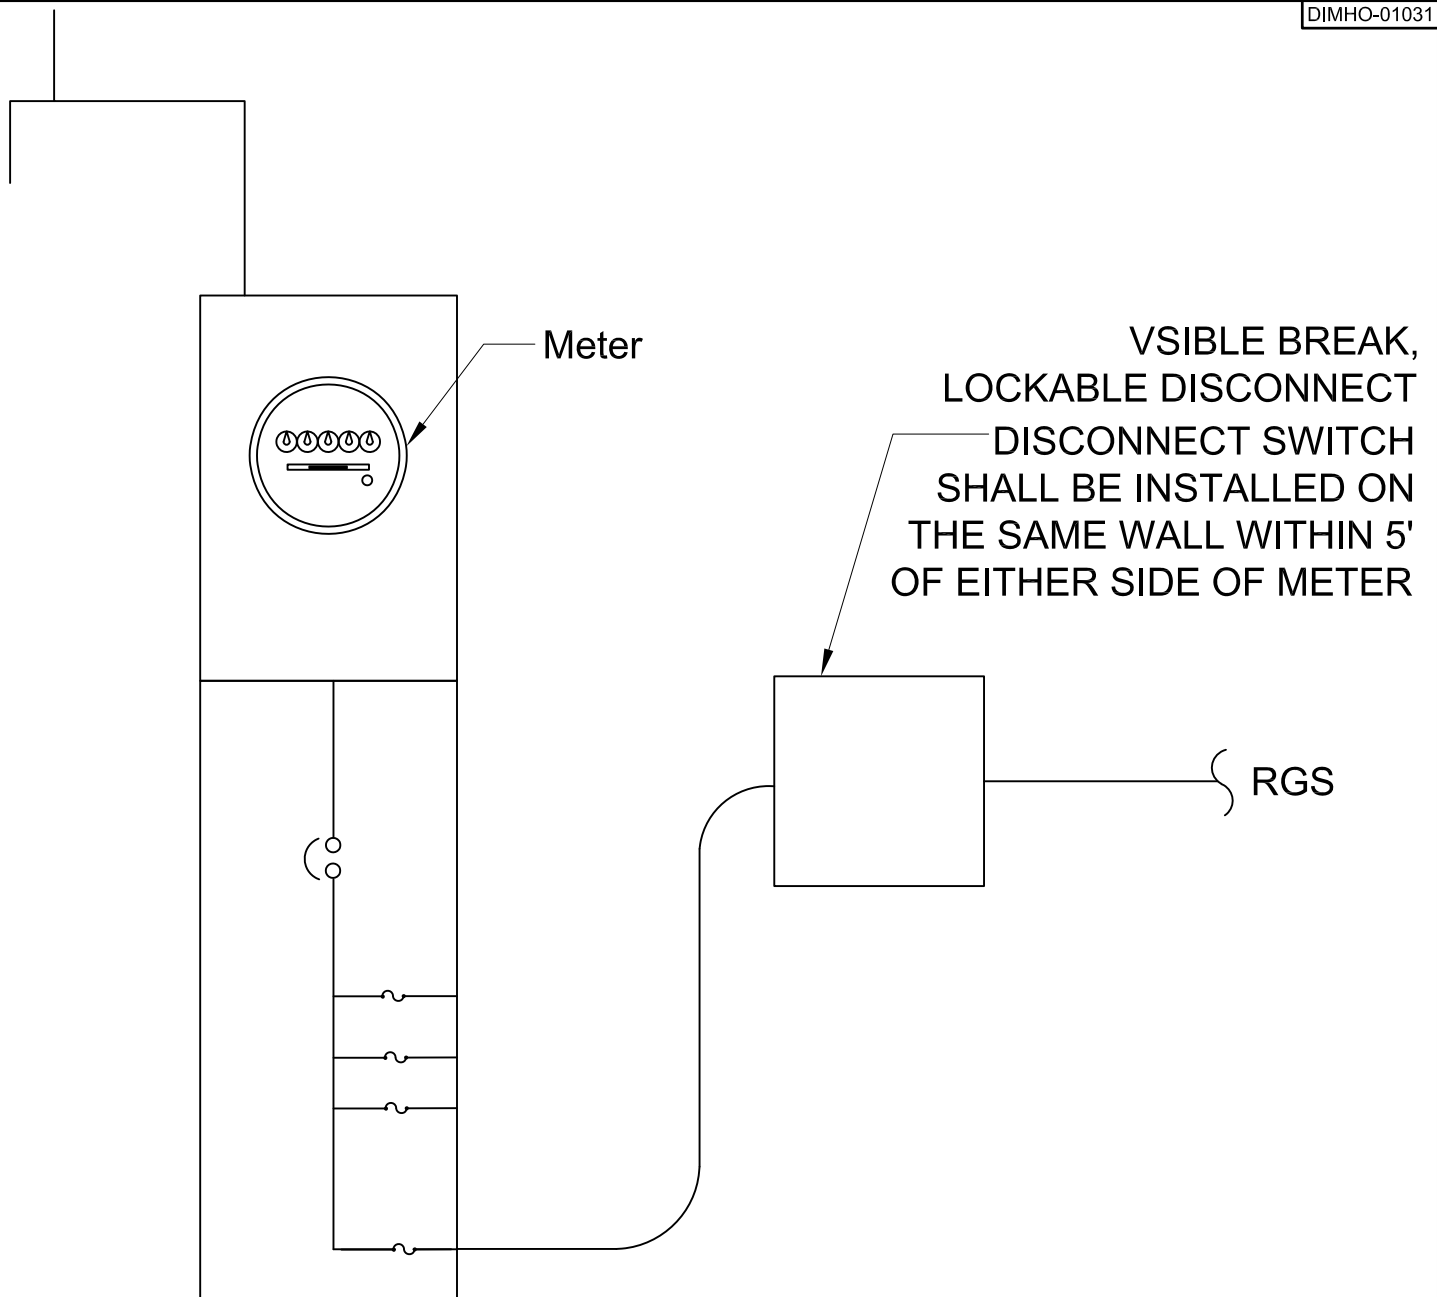 DIMHO-01031
Meter
VSIBLE BREAK,
LOCKABLE DISCONNECT
DISCONNECT SWITCH
SHALL BE INSTALLED ON
THE SAME WALL WITHIN 5'
OF EITHER SIDE OF METER
RGS